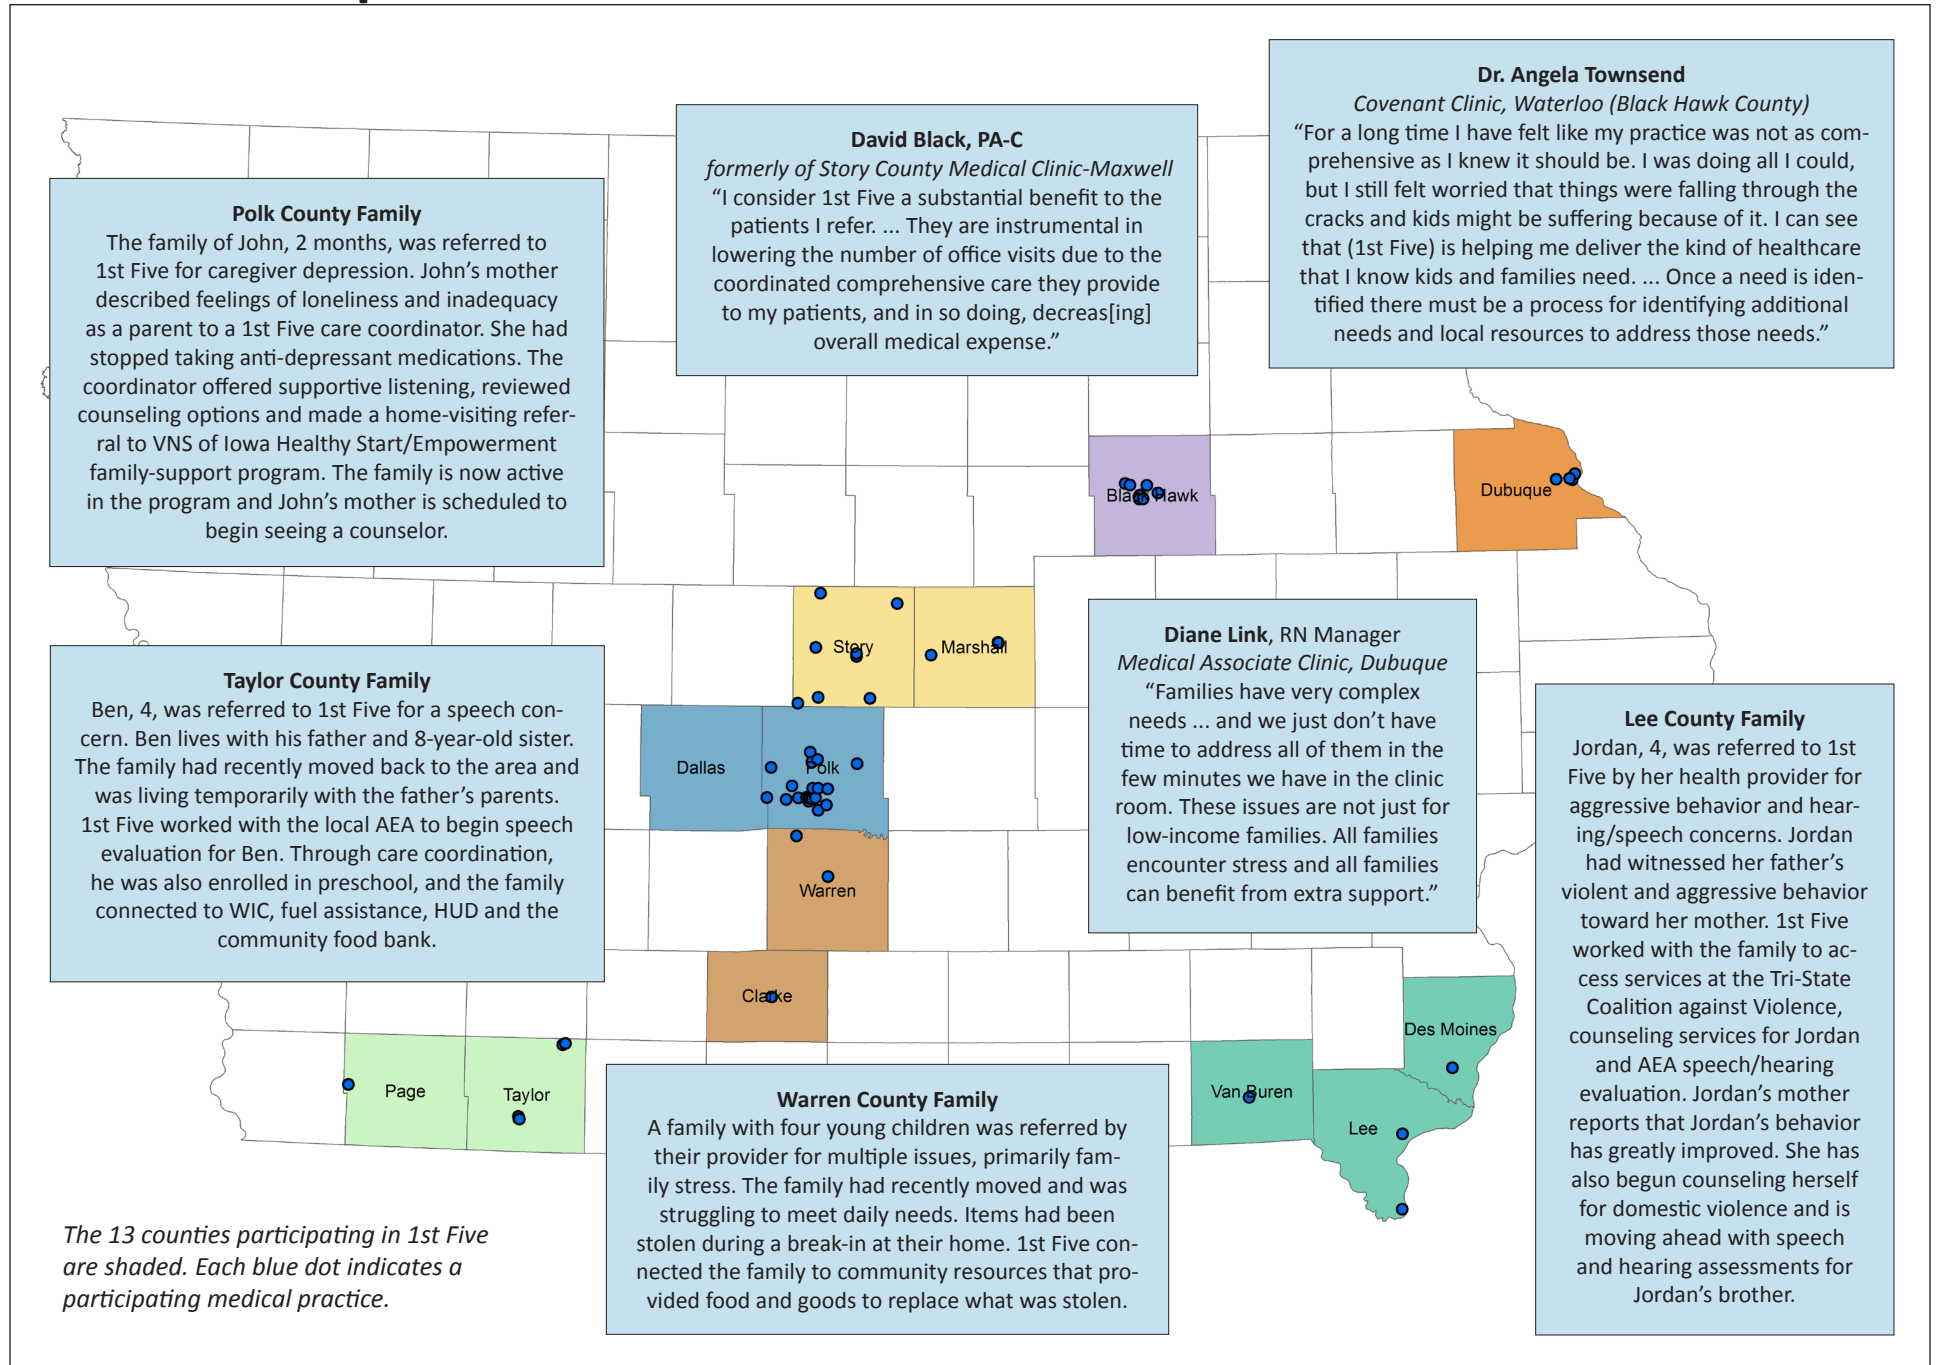 Dr. Angela Townsend
Covenant Clinic, Waterloo (Black Hawk County)
“For a long time I have felt like my practice was not as com-
prehensive as I knew it should be. I was doing all I could,
but I still felt worried that things were falling through the
cracks and kids might be suffering because of it. I can see
that (1st Five) is helping me deliver the kind of healthcare
that I know kids and families need. ... Once a need is iden-
tified there must be a process for identifying additional
needs and local resources to address those needs.”
David Black, PA-C
formerly of Story County Medical Clinic-Maxwell
“I consider 1st Five a substantial benefit to the
patients I refer. ... They are instrumental in
lowering the number of office visits due to the
coordinated comprehensive care they provide
to my patients, and in so doing, decreas[ing]
overall medical expense.”
Polk County Family
The family of John, 2 months, was referred to
1st Five for caregiver depression. John’s mother
described feelings of loneliness and inadequacy
as a parent to a 1st Five care coordinator. She had
stopped taking anti-depressant medications. The
coordinator offered supportive listening, reviewed
counseling options and made a home-visiting refer-
ral to VNS of Iowa Healthy Start/Empowerment
family-support program. The family is now active
in the program and John’s mother is scheduled to
begin seeing a counselor.
Black Hawk
Dubuque
Story
Marshall
Diane Link, RN Manager
Medical Associate Clinic, Dubuque
“Families have very complex
needs ... and we just don’t have
time to address all of them in the
few minutes we have in the clinic
room. These issues are not just for
low-income families. All families
encounter stress and all families
can benefit from extra support.”
Taylor County Family
Ben, 4, was referred to 1st Five for a speech con-
cern. Ben lives with his father and 8-year-old sister.
The family had recently moved back to the area and
was living temporarily with the father’s parents.
1st Five worked with the local AEA to begin speech
evaluation for Ben. Through care coordination,
he was also enrolled in preschool, and the family
connected to WIC, fuel assistance, HUD and the
community food bank.
Dallas
Polk
Warren
Clarke
Lee County Family
Jordan, 4, was referred to 1st
Five by her health provider for
aggressive behavior and hear-
ing/speech concerns. Jordan
had witnessed her father’s
violent and aggressive behavior
toward her mother. 1st Five
worked with the family to ac-
cess services at the Tri-State
Coalition against Violence,
counseling services for Jordan
and AEA speech/hearing
evaluation. Jordan’s mother
reports that Jordan’s behavior
has greatly improved. She has
also begun counseling herself
for domestic violence and is
moving ahead with speech
and hearing assessments for
Jordan’s brother.
Des Moines
Page
Taylor
Van Buren
Lee
Warren County Family
A family with four young children was referred by
their provider for multiple issues, primarily fam-
ily stress. The family had recently moved and was
struggling to meet daily needs. Items had been
stolen during a break-in at their home. 1st Five con-
nected the family to community resources that pro-
vided food and goods to replace what was stolen.
The 13 counties participating in 1st Five
are shaded. Each blue dot indicates a
participating medical practice.